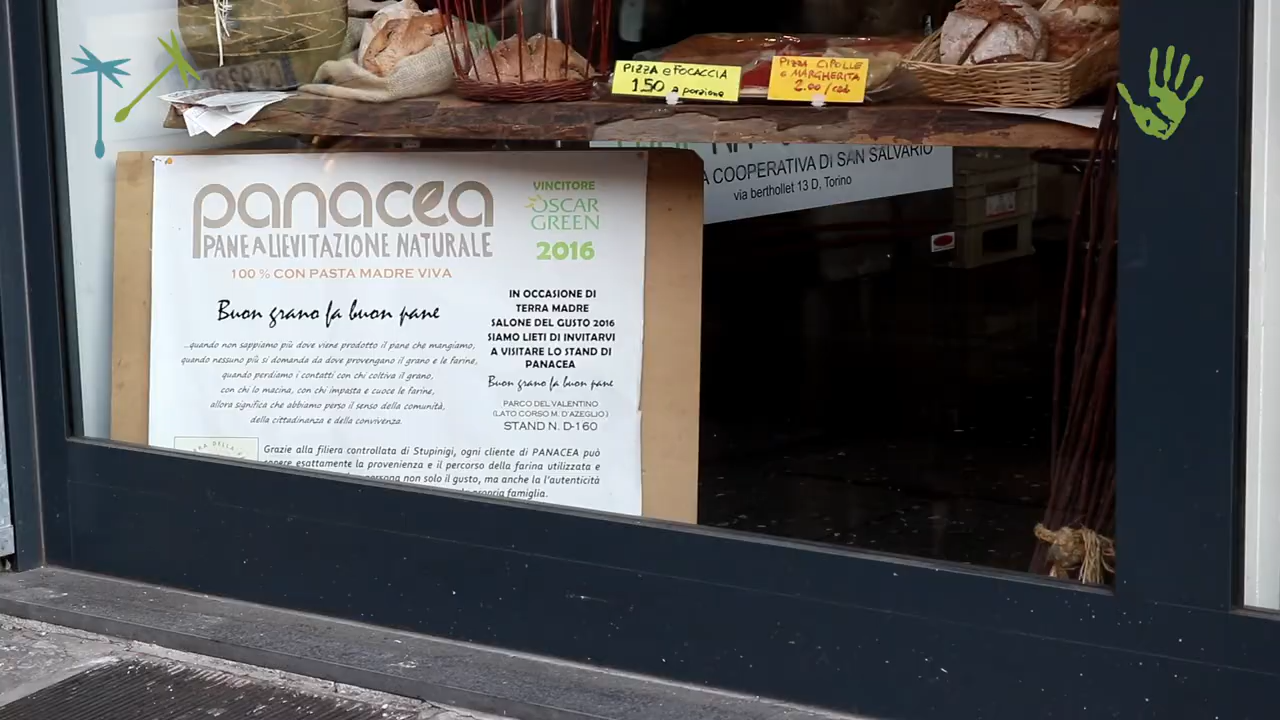 PIZZA e FOCACCIA
1.50 a porzione
PIZZA CIPOLLE
e MARGHERITA
2.00 /cad
COOPERATIVA DI SAN SALVARIO
via berthollet 13 D, Torino
panacea
PANE A LIEVITAZIONE NATURALE
100 % CON PASTA MADRE VIVA
VINCITORE
OSCAR
GREEN
2016
Buon grano fa buon pane
...quando non sappiamo più dove viene prodotto il pane che mangiamo,
quando nessuno più si domanda da dove provengano il grano e le farine,
quando perdiamo i contatti con chi coltiva il grano,
con chi lo macina, con chi impasta e cuoce le farine,
allora significa che abbiamo perso il senso della comunità,
della cittadinanza e della convivenza.
IN OCCASIONE DI
TERRA MADRE
SALONE DEL GUSTO 2016
SIAMO LIETI DI INVITARVI
A VISITARE LO STAND DI
PANACEA
Buon grano fa buon pane
PARCO DEL VALENTINO
(LATO CORSO M. D'AZEGLIO)
STAND N. D-160
Grazie alla filiera controllata di Stupinigi, ogni cliente di PANACEA può
esattamente la provenienza e il percorso della farina utilizzata e
non solo il gusto, ma anche la l'autenticità
propria famiglia.